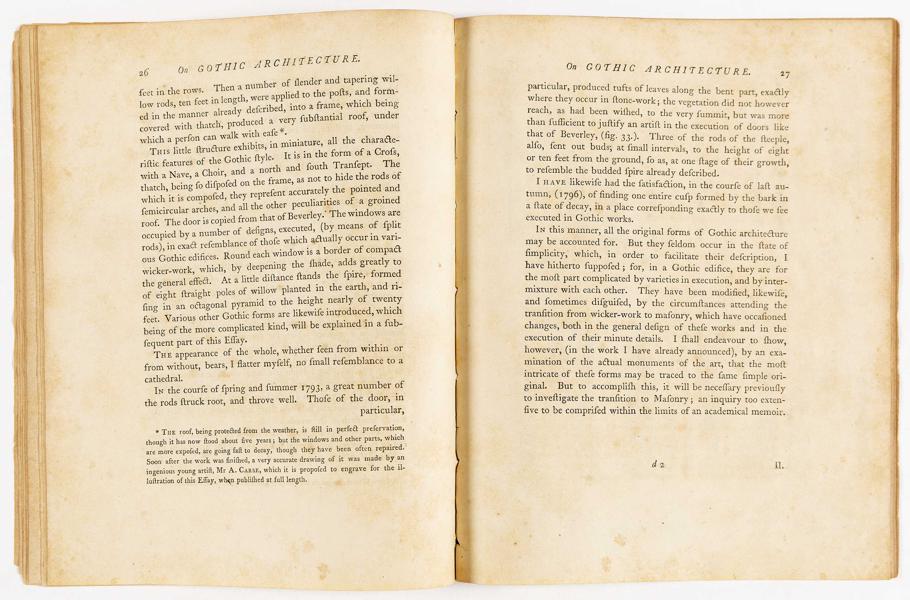 26 On GOTHIC ARCHITECTURE.
feet in the rows. Then a number of ſlender and tapering wil-
low rods, ten feet in length, were applied to the poſts, and form-
ed in the manner already deſcribed, into a frame, which being
covered with thatch, produced a very ſubſtantial roof, under
which a perſon can walk with eaſe *.
THIS little ſtructure exhibits, in miniature, all the characte-
riſtic features of the Gothic ſtyle. It is in the form of a Croſs,
with a Nave, a Choir, and a north and ſouth Tranſept. The
thatch, being ſo diſpoſed on the frame, as not to hide the rods of
which it is compoſed, they repreſent accurately the pointed and
ſemicircular arches, and all the other peculiarities of a groined
roof. The door is copied from that of Beverley. The windows are
occupied by a number of deſigns, executed, (by means of ſplit
rods), in exact reſemblance of thoſe which actually occur in vari-
ous Gothic edifices. Round each window is a border of compact
wicker-work, which, by deepening the ſhade, adds greatly to
the general effect. At a little diſtance ſtands the ſpire, formed
of eight ſtraight poles of willow planted in the earth, and ri-
ſing in an octagonal pyramid to the height nearly of twenty
feet. Various other Gothic forms are likewiſe introduced, which
being of the more complicated kind, will be explained in a ſub-
ſequent part of this Eſſay.
THE appearance of the whole, whether ſeen from within or
from without, bears, I flatter myſelf, no ſmall reſemblance to a
cathedral.
IN the courſe of ſpring and ſummer 1793, a great number of
the rods ſtruck root, and throve well. Thoſe of the door, in
particular,
* THE roof, being protected from the weather, is ſtill in perfect preſervation,
though it has now ſtood about five years; but the windows and other parts, which
are more expoſed, are going faſt to decay, though they have been often repaired.
Soon after the work was finiſhed, a very accurate drawing of it was made by an
ingenious young artiſt, Mr A. CARSE, which it is propoſed to engrave for the il-
luſtration of this Eſſay, when publiſhed at full length.
On GOTHIC ARCHITECTURE. 27
particular, produced tufts of leaves along the bent part, exactly
where they occur in ſtone-work; the vegetation did not however
reach, as had been wiſhed, to the very ſummit, but was more
than ſufficient to juſtify an artiſt in the execution of doors like
that of Beverley, (fig. 33.). Three of the rods of the ſteeple,
alſo, ſent out buds; at ſmall intervals, to the height of eight
or ten feet from the ground, ſo as, at one ſtage of their growth,
to reſemble the budded ſpire already deſcribed.
I HAVE likewiſe had the ſatisfaction, in the courſe of laſt au-
tumn, (1796), of finding one entire cuſp formed by the bark in
a ſtate of decay, in a place correſponding exactly to thoſe we ſee
executed in Gothic works.
IN this manner, all the original forms of Gothic architecture
may be accounted for. But they ſeldom occur in the ſtate of
ſimplicity, which, in order to facilitate their deſcription, I
have hitherto ſuppoſed; for, in a Gothic edifice, they are for
the moſt part complicated by varieties in execution, and by inter-
mixture with each other. They have been modified, likewiſe,
and ſometimes diſguiſed, by the circumſtances attending the
tranſition from wicker-work to maſonry, which have occaſioned
changes, both in the general deſign of theſe works and in the
execution of their minute details. I ſhall endeavour to ſhow,
however, (in the work I have already announced), by an exa-
mination of the actual monuments of the art, that the moſt
intricate of theſe forms may be traced to the ſame ſimple ori-
ginal. But to accompliſh this, it will be neceſſary previouſly
to inveſtigate the tranſition to Maſonry; an inquiry too exten-
ſive to be compriſed within the limits of an academical memoir.
d 2 II.